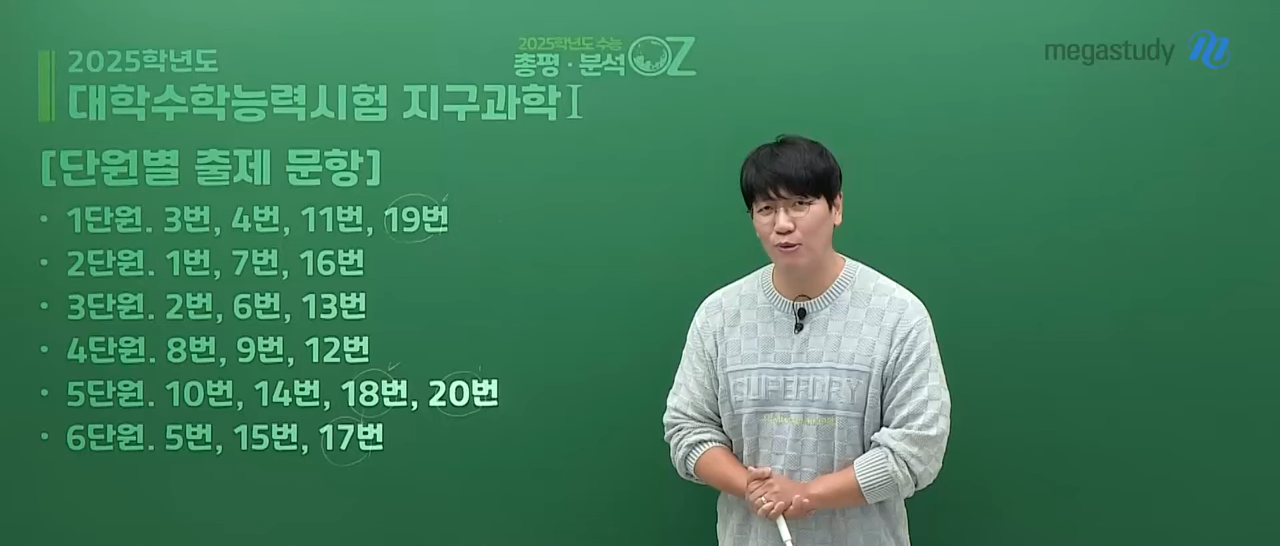 2025학년도
대학수학능력시험 지구과학I
2025학년도 수능
총평·분석 OZ
megastudy
[단원별 출제 문항]
• 1단원. 3번, 4번, 11번, 19번
• 2단원. 1번, 7번, 16번
• 3단원. 2번, 6번, 13번
• 4단원. 8번, 9번, 12번
• 5단원. 10번, 14번, 18번, 20번
• 6단원. 5번, 15번, 17번
SUPERDRY